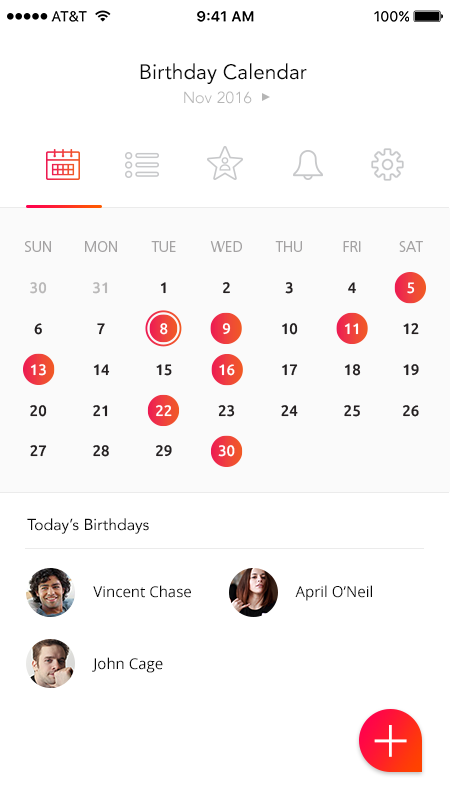 AT&T 9:41 AM 100%
Birthday Calendar
Nov 2016
SUN MON TUE WED THU FRI SAT
30 31 1 2 3 4 5
6 7 8 9 10 11 12
13 14 15 16 17 18 19
20 21 22 23 24 25 26
27 28 29 30
Today's Birthdays
Vincent Chase April O'Neil
John Cage